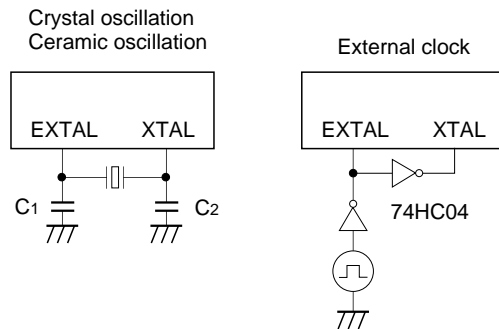 Crystal oscillation
Ceramic oscillation
EXTAL XTAL
C1 C2
External clock
EXTAL XTAL
74HC04